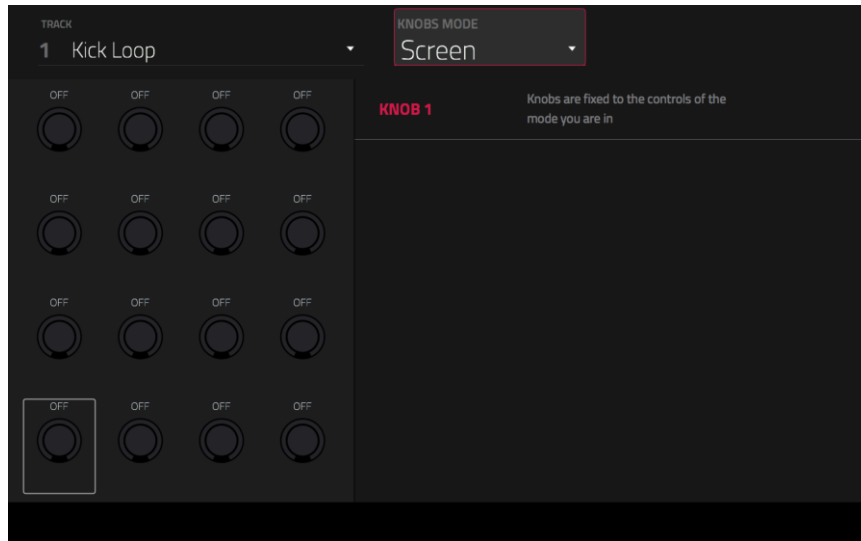 TRACK
1 Kick Loop
KNOBS MODE
Screen
OFF OFF OFF OFF
KNOB 1
Knobs are fixed to the controls of the
mode you are in
OFF OFF OFF OFF
OFF OFF OFF OFF
OFF OFF OFF OFF